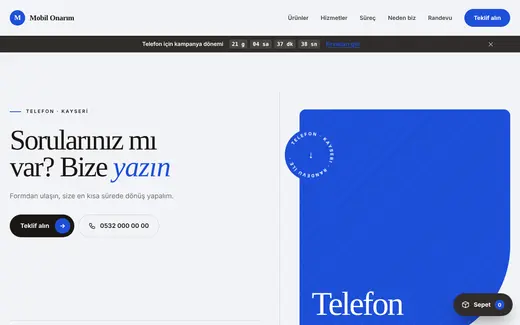 M Mobil Onarım
Ürünler Hizmetler Süreç Neden biz Randevu Teklif alın
Telefon için kampanya dönemi 21 g 04 sa 37 dk 38 sn
TELEFON · KAYSERİ
Sorularınız mı
var? Bize yazın
Formdan ulaşın, size en kısa sürede dönüş yapalım.
Teklif alın → 0532 000 00 00
TELEFON · KAYSERİ · RANDEVU İLE ·
Telefon
Sepet 0